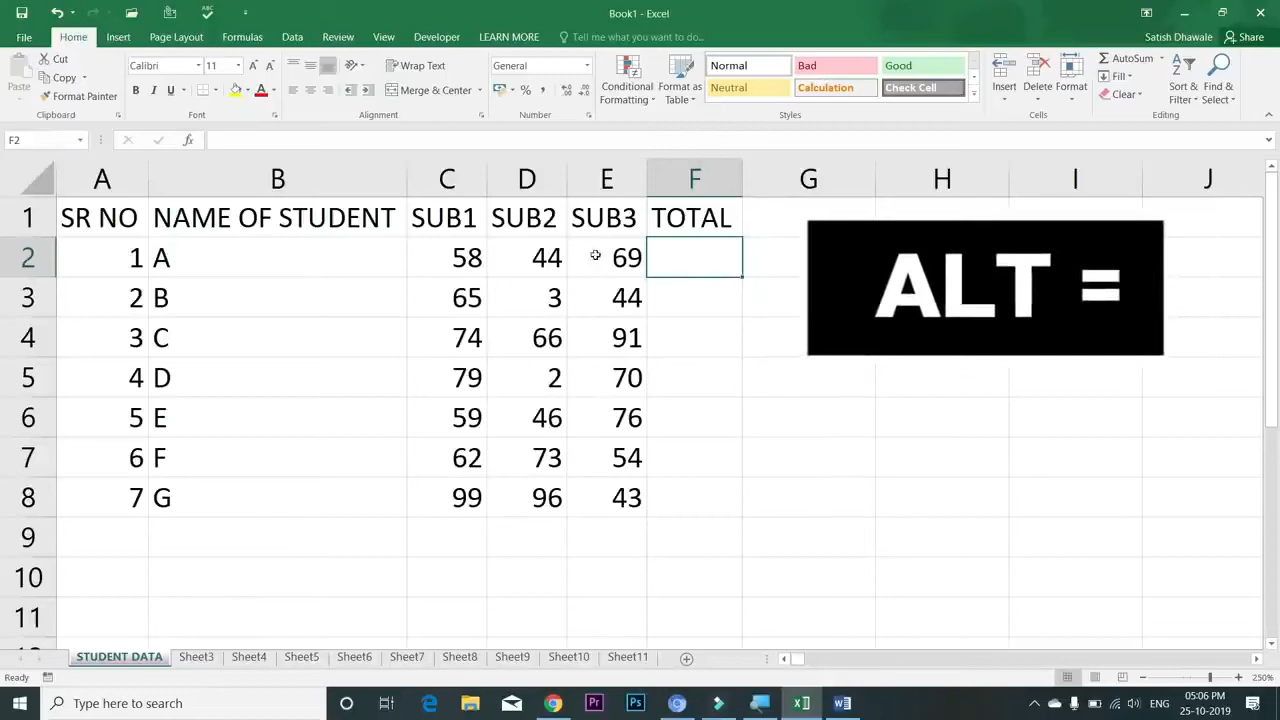 Book1 - Excel
File Home Insert Page Layout Formulas Data Review View Developer LEARN MORE Tell me what you want to do Satish Dhawale Share
Paste Cut Copy Format Painter Clipboard
Calibri 11 B I U Font
Wrap Text Merge & Center Alignment
General % Number
Conditional Formatting Format as Table
Normal Bad Good
Neutral Calculation Check Cell
Styles
Insert Delete Format Cells
AutoSum Fill Clear Sort & Filter Find & Select Editing
F2 fx
A B C D E F G H I J
1 SR NO NAME OF STUDENT SUB1 SUB2 SUB3 TOTAL
2 1 A 58 44 69
3 2 B 65 3 44
4 3 C 74 66 91
5 4 D 79 2 70
6 5 E 59 46 76
7 6 F 62 73 54
8 7 G 99 96 43
9
10
11
ALT =
STUDENT DATA Sheet3 Sheet4 Sheet5 Sheet6 Sheet7 Sheet8 Sheet9 Sheet10 Sheet11
Ready 250%
Type here to search ENG 05:06 PM
25-10-2019